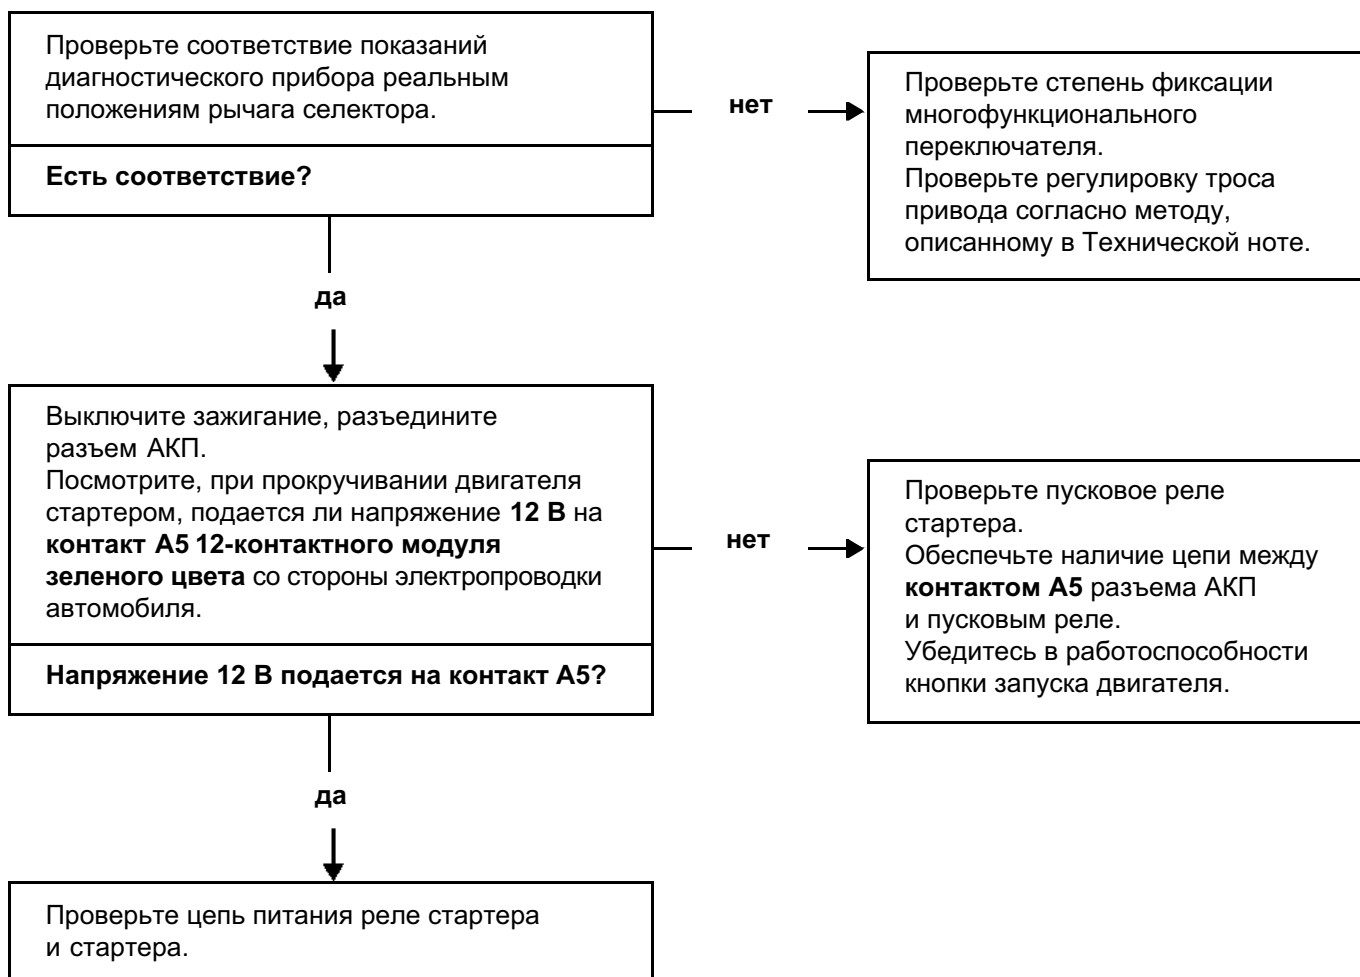 Проверьте соответствие показаний
диагностического прибора реальным
положениям рычага селектора.
Есть соответствие?
нет
Проверьте степень фиксации
многофункционального
переключателя.
Проверьте регулировку троса
привода согласно методу,
описанному в Технической ноте.
да
Выключите зажигание, разъедините
разъем АКП.
Посмотрите, при прокручивании двигателя
стартером, подается ли напряжение 12 В на
контакт А5 12-контактного модуля
зеленого цвета со стороны электропроводки
автомобиля.
Напряжение 12 В подается на контакт А5?
нет
Проверьте пусковое реле
стартера.
Обеспечьте наличие цепи между
контактом А5 разъема АКП
и пусковым реле.
Убедитесь в работоспособности
кнопки запуска двигателя.
да
Проверьте цепь питания реле стартера
и стартера.